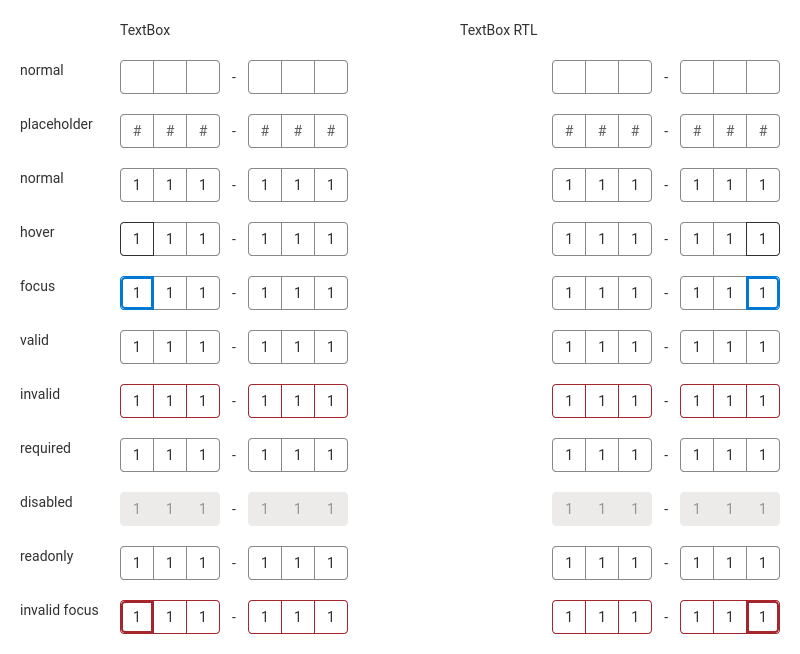 TextBox TextBox RTL
normal - -
placeholder # # # - # # # # # # - # # #
normal 1 1 1 - 1 1 1 1 1 1 - 1 1 1
hover 1 1 1 - 1 1 1 1 1 1 - 1 1 1
focus 1 1 1 - 1 1 1 1 1 1 - 1 1 1
valid 1 1 1 - 1 1 1 1 1 1 - 1 1 1
invalid 1 1 1 - 1 1 1 1 1 1 - 1 1 1
required 1 1 1 - 1 1 1 1 1 1 - 1 1 1
disabled 1 1 1 - 1 1 1 1 1 1 - 1 1 1
readonly 1 1 1 - 1 1 1 1 1 1 - 1 1 1
invalid focus 1 1 1 - 1 1 1 1 1 1 - 1 1 1